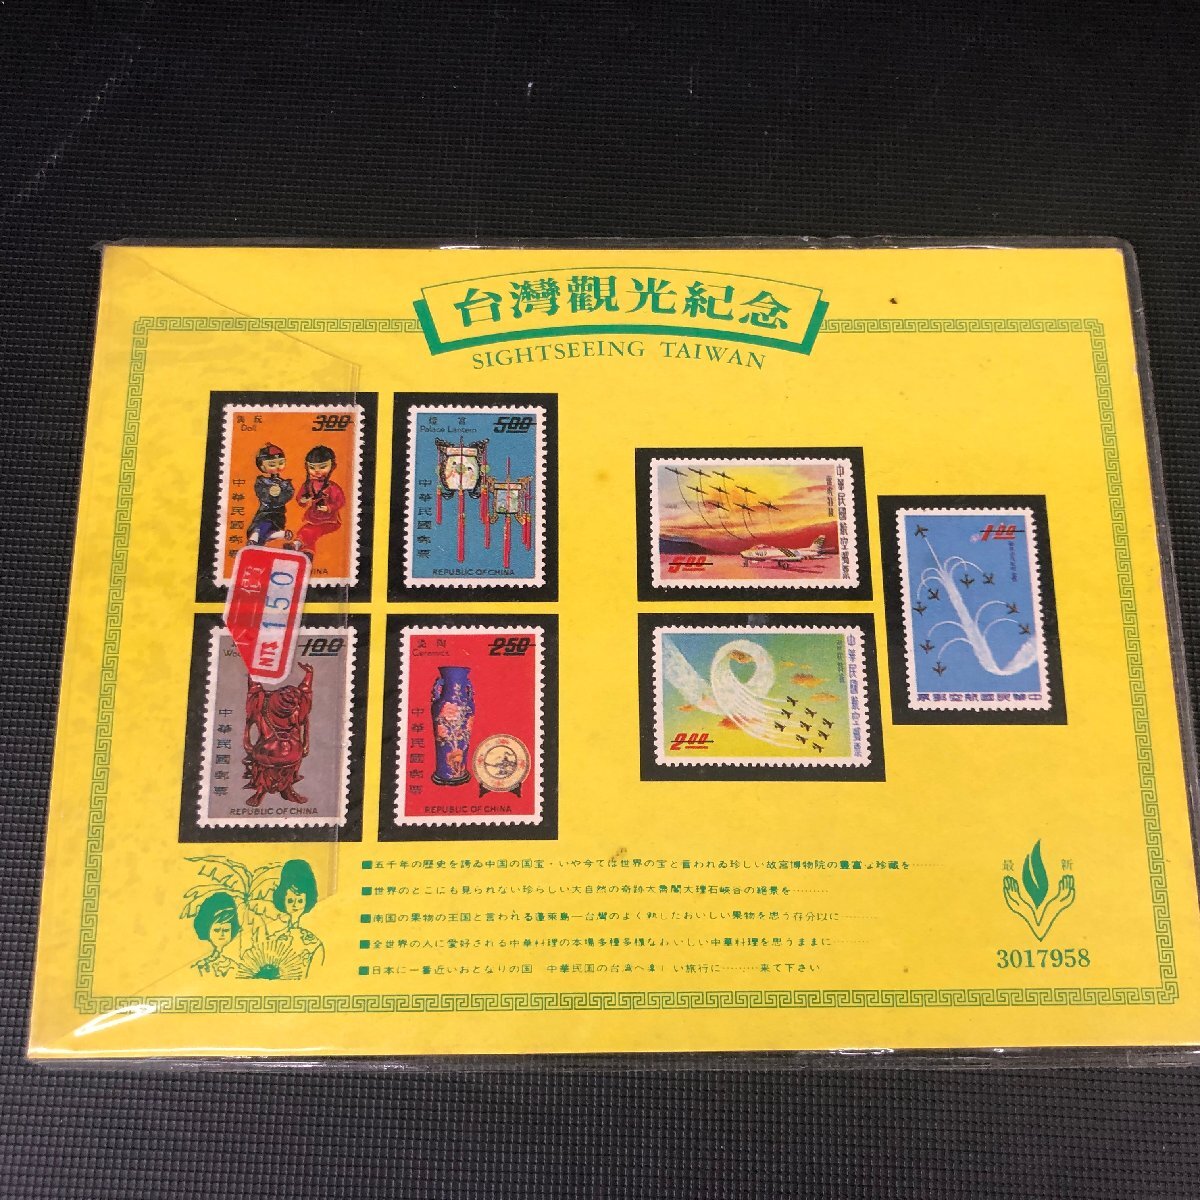 台灣觀光紀念
SIGHTSEEING TAIWAN
玩偶
Doll
3.00
中華民國郵票
宮燈
Palace Lantern
5.00
中華民國郵票
REPUBLIC OF CHINA
NT$ 150
1.00
中華民國郵票
REPUBLIC OF CHINA
陶瓷
Ceramics
2.50
中華民國郵票
REPUBLIC OF CHINA
中華民國航空郵票
5.00
中華民國航空郵票
2.00
1.00
中華民國航空郵票
■五千年の歴史を誇る中国の国宝・いや今では世界の宝と言われる珍しい故宮博物院の豊富な珍蔵を………
■世界のとこにも見られない珍らしい大自然の奇跡太魯閣大理石峡谷の絶景を………
■南国の果物の王国と言われる蓬萊島一台湾のよく熟したおいしい果物を思う存分以に………
■全世界の人に愛好される中華料理の本場多種多様なおいしい中華料理を思うままに………
■日本に一番近いおとなりの国 中華民国の台湾へ楽しい旅行に………来て下さい
最新
3017958